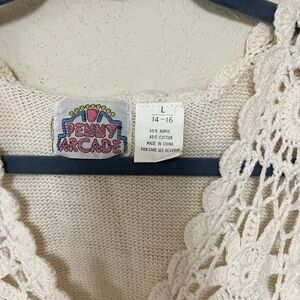 PENNY
ARCADE
L
14-16
55% RAMIE
45% COTTON
MADE IN CHINA
FOR CARE SEE REVERSE